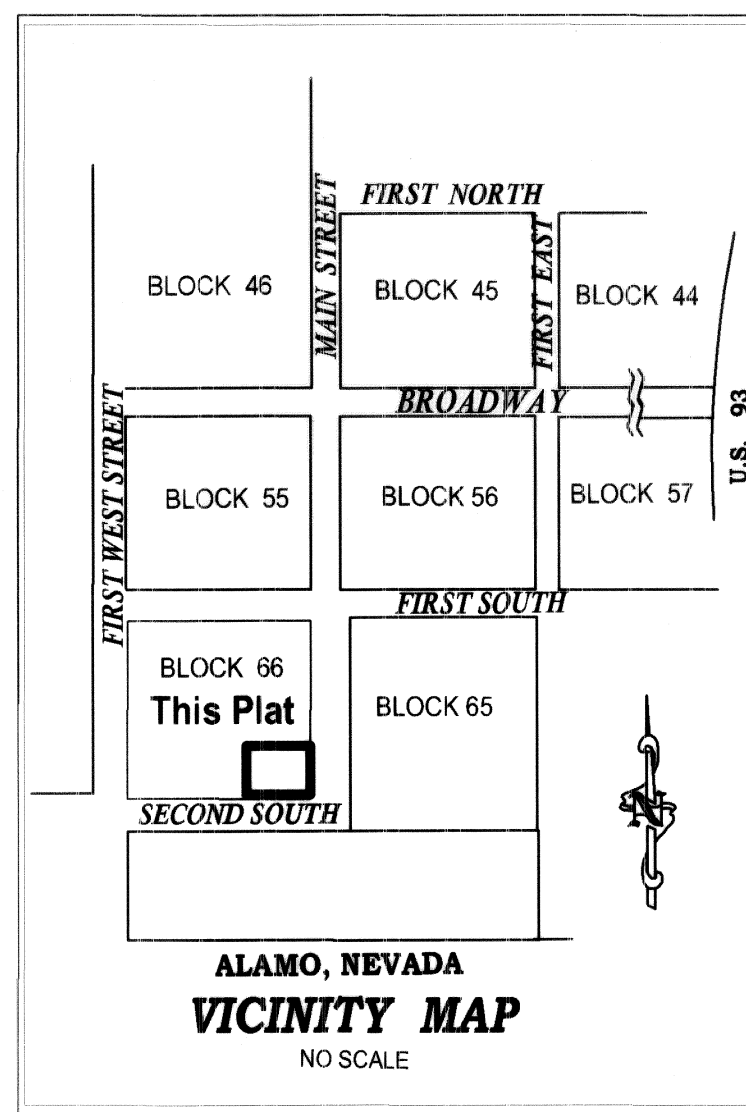 FIRST NORTH
MAIN STREET
FIRST EAST
BLOCK 46
BLOCK 45
BLOCK 44
BROADWAY
U.S. 93
FIRST WEST STREET
BLOCK 55
BLOCK 56
BLOCK 57
FIRST SOUTH
BLOCK 66
This Plat
BLOCK 65
N
SECOND SOUTH
ALAMO, NEVADA
VICINITY MAP
NO SCALE